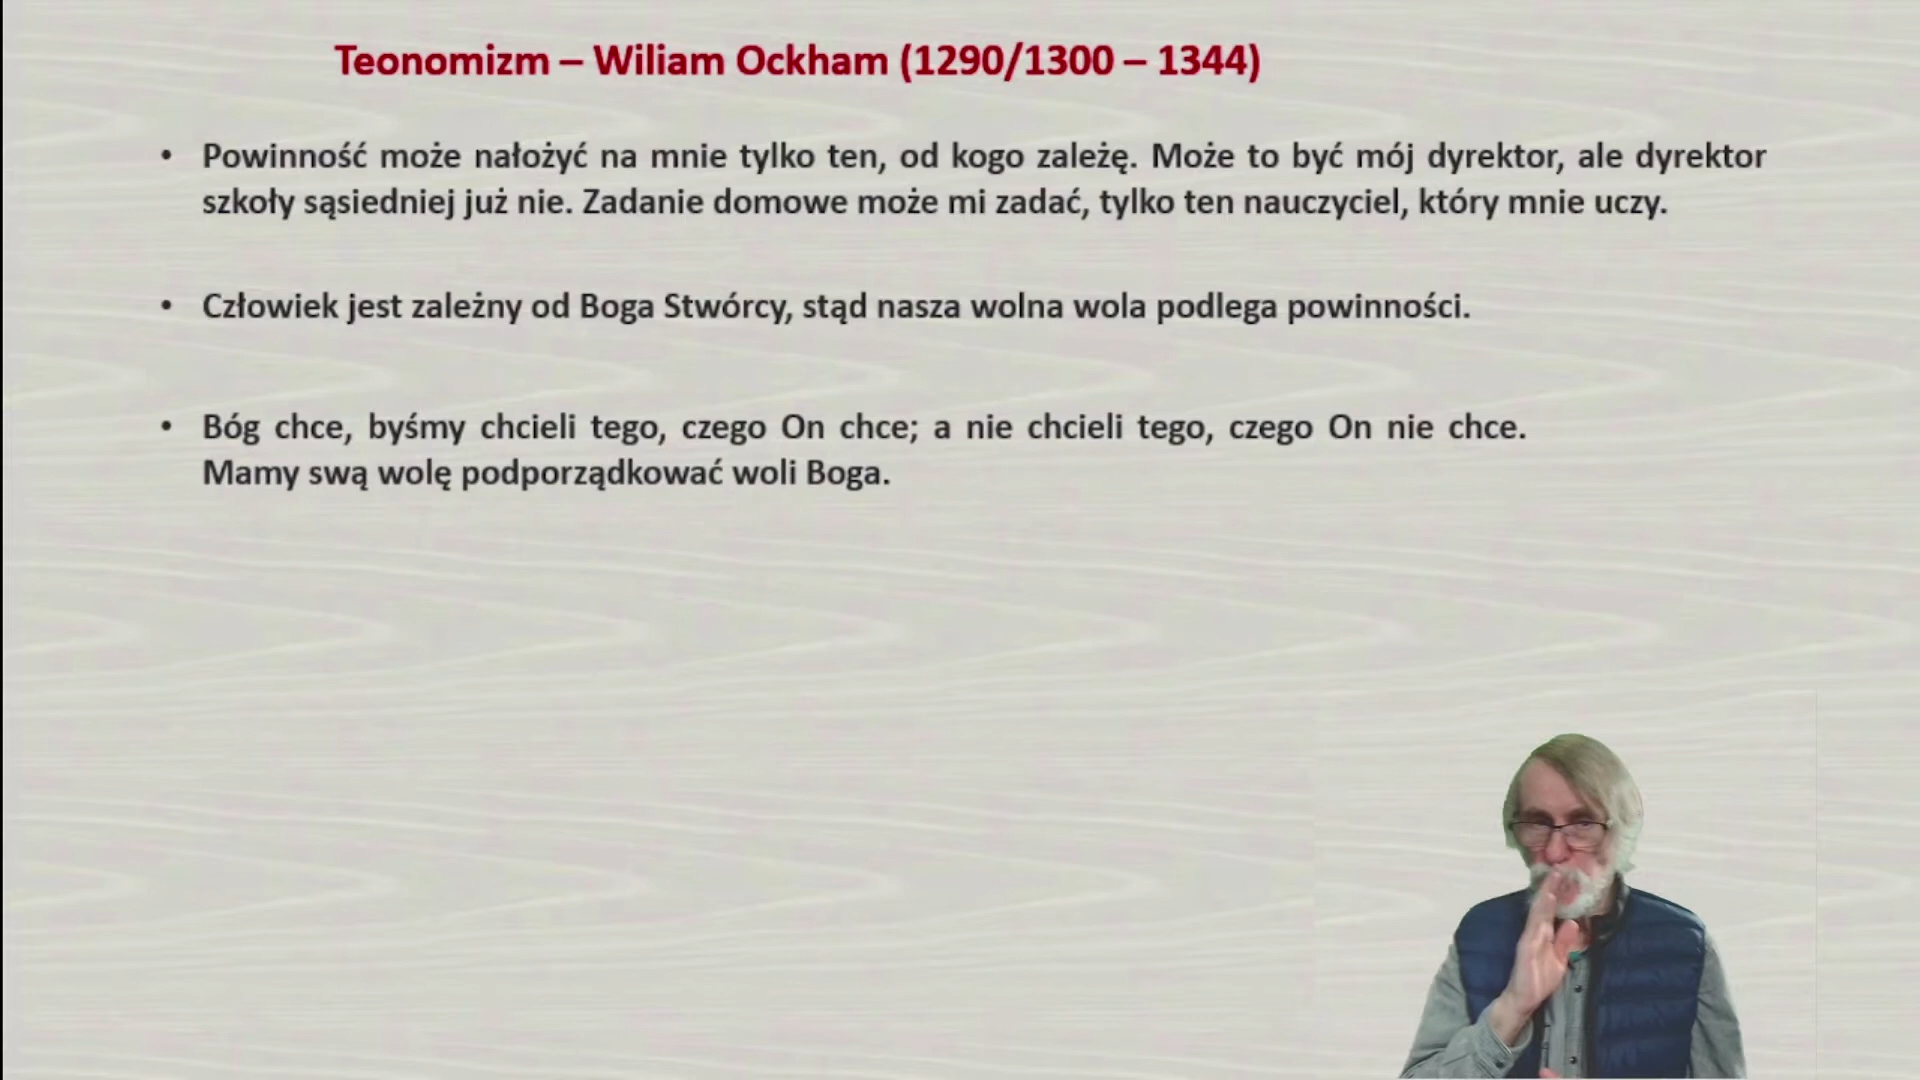 Teonomizm – Wiliam Ockham (1290/1300 – 1344)
• Powinność może nałożyć na mnie tylko ten, od kogo zależę. Może to być mój dyrektor, ale dyrektor
szkoły sąsiedniej już nie. Zadanie domowe może mi zadać, tylko ten nauczyciel, który mnie uczy.
• Człowiek jest zależny od Boga Stwórcy, stąd nasza wolna wola podlega powinności.
• Bóg chce, byśmy chcieli tego, czego On chce; a nie chcieli tego, czego On nie chce.
Mamy swą wolę podporządkować woli Boga.